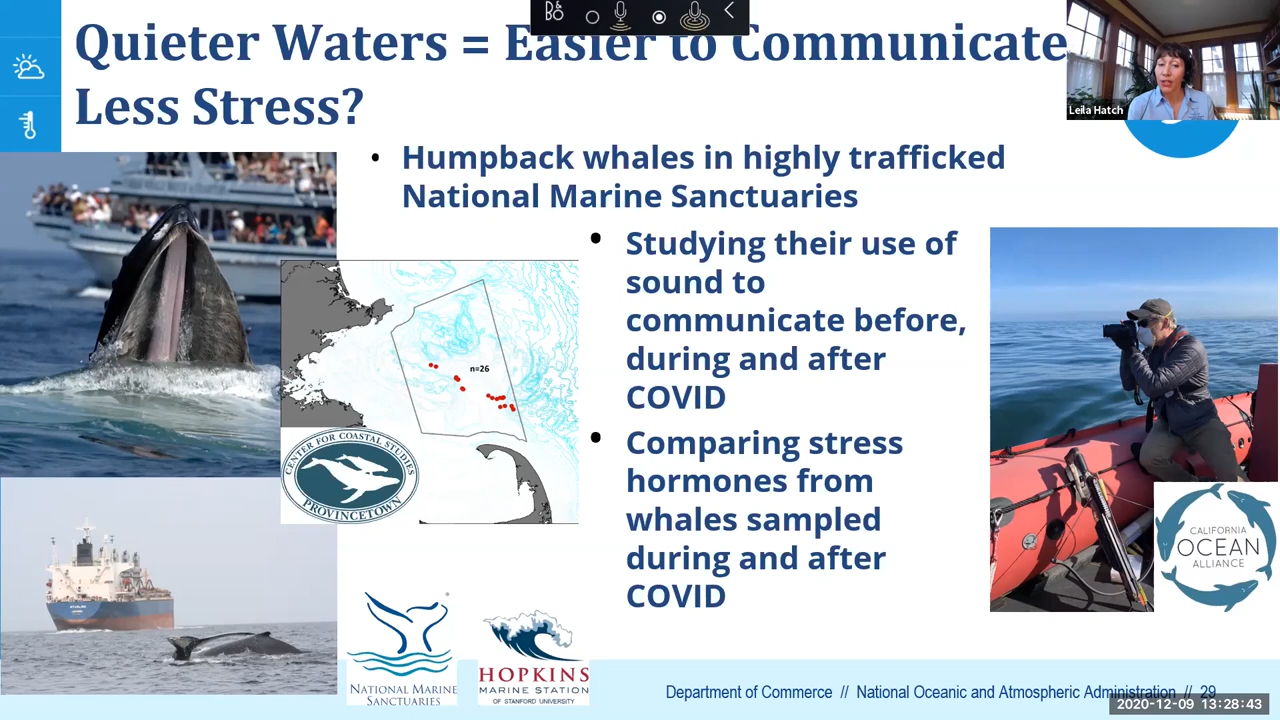 Quieter Waters = Easier to Communicate
Less Stress?
Leila Hatch
• Humpback whales in highly trafficked
National Marine Sanctuaries
• Studying their use of
sound to
communicate before,
during and after
COVID
• Comparing stress
hormones from
whales sampled
during and after
COVID
n=26
CENTER FOR COASTAL STUDIES
PROVINCETOWN
CALIFORNIA
OCEAN
ALLIANCE
NATIONAL MARINE
SANCTUARIES
HOPKINS
MARINE STATION
OF STANFORD UNIVERSITY
Department of Commerce // National Oceanic and Atmospheric Administration // 29
2020-12-09 13:28:43